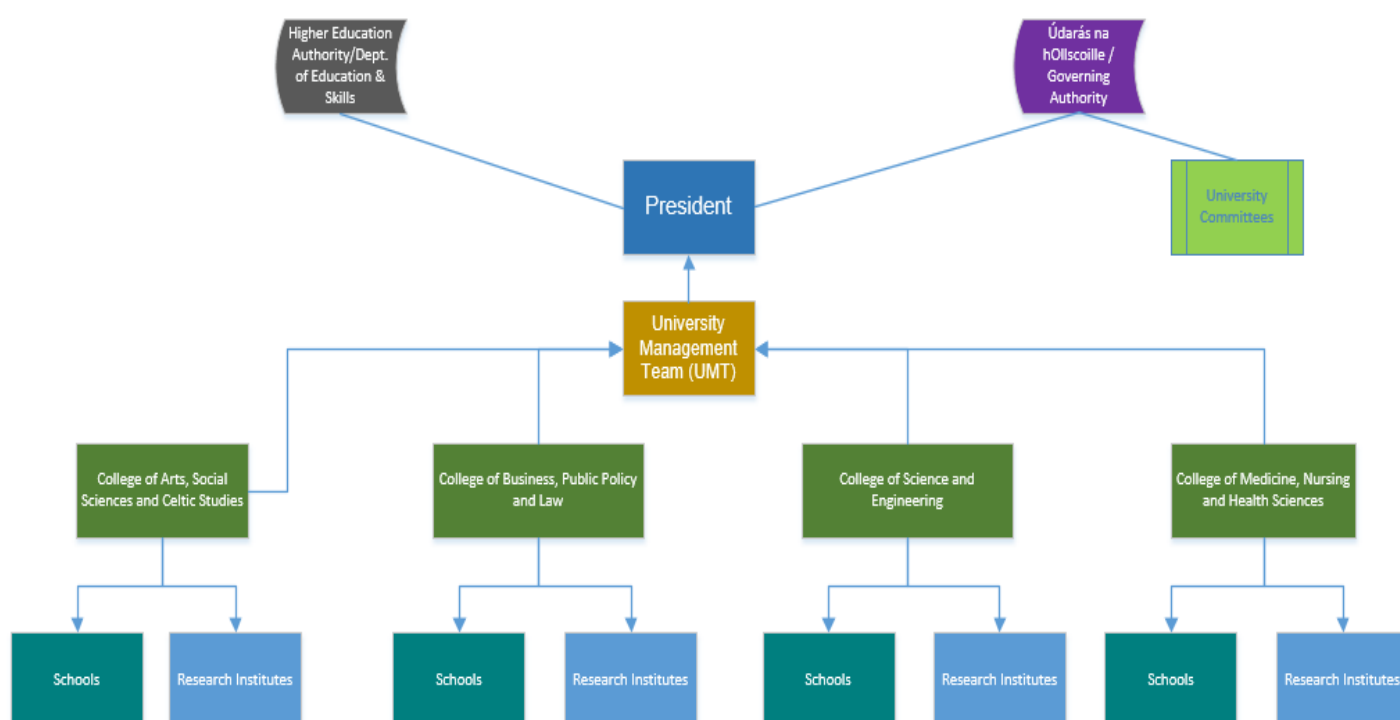 Higher Education
Authority/Dept.
of Education &
Skills
Údarás na
hOllscoille /
Governing
Authority
President
University
Committees
University
Management
Team (UMT)
College of Arts, Social
Sciences and Celtic Studies
College of Business, Public Policy
and Law
College of Science and
Engineering
College of Medicine, Nursing
and Health Sciences
Schools
Research Institutes
Schools
Research Institutes
Schools
Research Institutes
Schools
Research Institutes